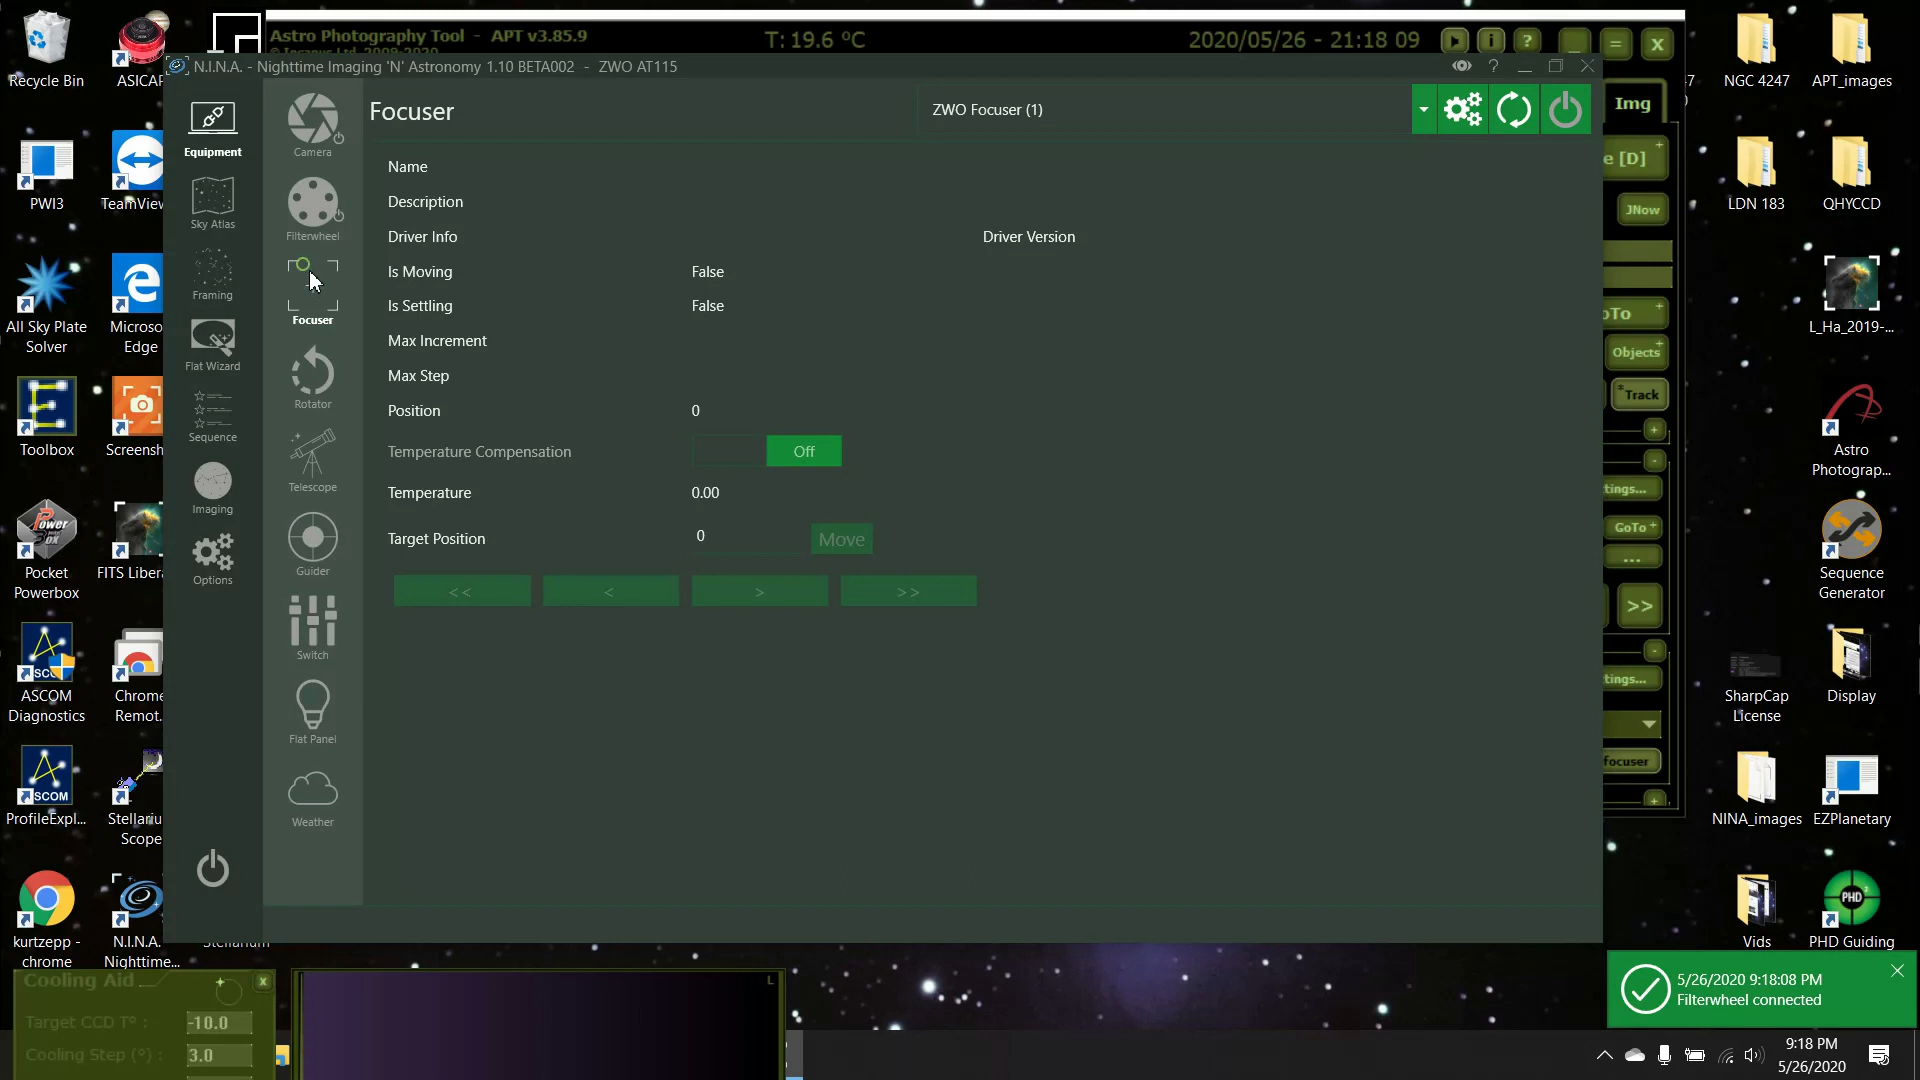 Recycle Bin
ASICAP
PWI3
TeamView
All Sky Plate
Solver
Microso
Edge
Toolbox
Screensh
Pocket
Powerbox
FITS Libera
ASCOM
Diagnostics
Chrome
Remot.
ProfileExpl...
Stellariu
Scope
kurtzepp -
chrome
N.I.N.A.
Nighttime...
Stellarium
Astro Photography Tool - APT v3.85.9
T: 19.6 °C
2020/05/26 - 21:18 09
N.I.N.A. - Nighttime Imaging 'N' Astronomy 1.10 BETA002 - ZWO AT115
Equipment
Sky Atlas
Framing
Flat Wizard
Sequence
Imaging
Options
Camera
Filterwheel
Focuser
Rotator
Telescope
Guider
Switch
Flat Panel
Weather
Focuser
ZWO Focuser (1)
Name
Description
Driver Info
Driver Version
Is Moving
False
Is Settling
False
Max Increment
Max Step
Position
0
Temperature Compensation
Off
Temperature
0.00
Target Position
0
Move
<<
<
>
>>
Img
e [D]
JNow
oTo
Objects
Track
tings...
GoTo
...
>>
tings...
focuser
NGC 4247
APT_images
LDN 183
QHYCCD
L_Ha_2019-...
Astro
Photograp...
Sequence
Generator
SharpCap
License
Display
NINA_images
EZPlanetary
Vids
PHD Guiding
5/26/2020 9:18:08 PM
Filterwheel connected
Cooling Aid
Target CCD T° :
-10.0
Cooling Step (°) :
3.0
L
9:18 PM
5/26/2020